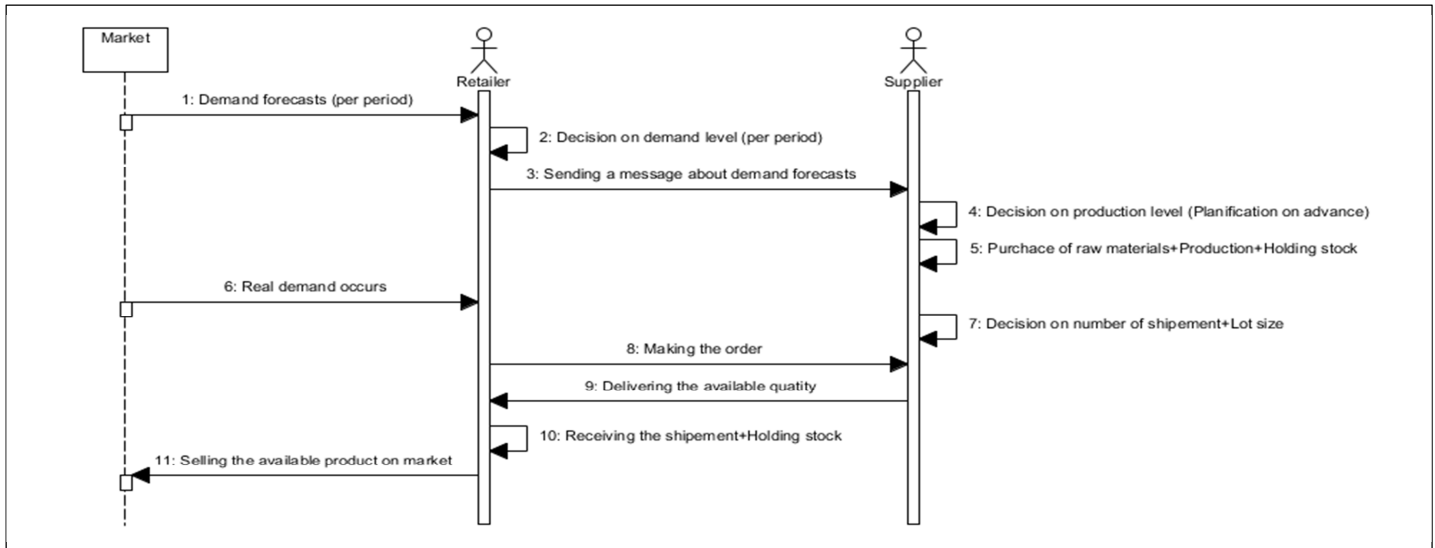 Market
Retailer
Supplier
1: Demand forecasts (per period)
2: Decision on demand level (per period)
3: Sending a message about demand forecasts
4: Decision on production level (Planification on advance)
5: Purchace of raw materials+Production+Holding stock
6: Real demand occurs
7: Decision on number of shipement+Lot size
8: Making the order
9: Delivering the available quatity
10: Receiving the shipement+Holding stock
11: Selling the available product on market